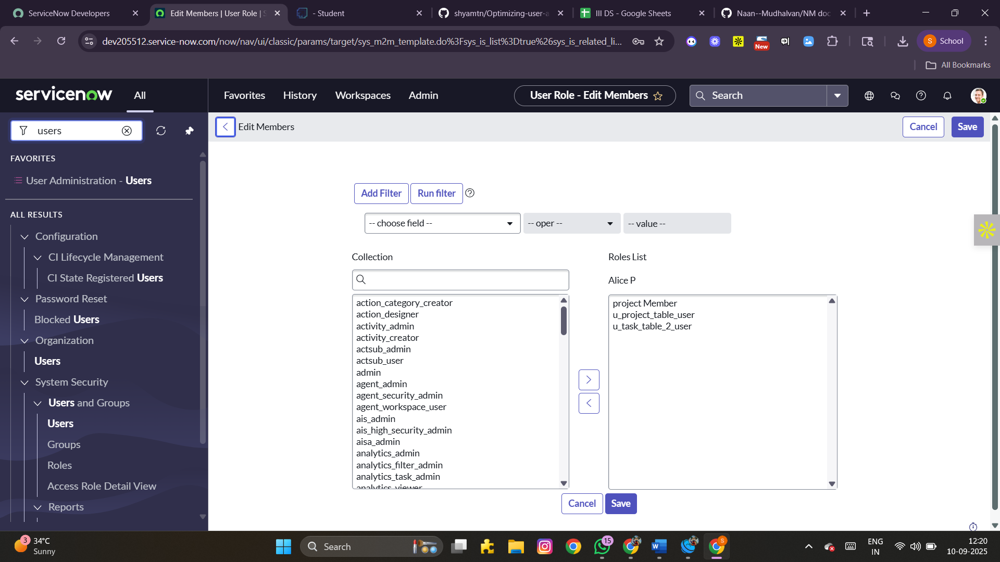 ServiceNow Developers
Edit Members | User Role | S
- Student
shyamtn/Optimizing-user-a
III DS - Google Sheets
Naan--Mudhalvan/NM doc
dev205512.service-now.com/now/nav/ui/classic/params/target/sys_m2m_template.do%3Fsys_is_list%3Dtrue%26sys_is_related_li...
New
S
School
All Bookmarks
servicenow
All
Favorites
History
Workspaces
Admin
User Role - Edit Members
Search
users
Edit Members
Cancel
Save
FAVORITES
User Administration - Users
ALL RESULTS
Configuration
CI Lifecycle Management
CI State Registered Users
Password Reset
Blocked Users
Organization
Users
System Security
Users and Groups
Users
Groups
Roles
Access Role Detail View
Reports
Add Filter
Run filter
-- choose field --
-- oper --
-- value --
Collection
action_category_creator
action_designer
activity_admin
activity_creator
actsub_admin
actsub_user
admin
agent_admin
agent_security_admin
agent_workspace_user
ais_admin
ais_high_security_admin
aisa_admin
analytics_admin
analytics_filter_admin
analytics_task_admin
analytics_viewer
Roles List
Alice P
project Member
u_project_table_user
u_task_table_2_user
Cancel
Save
3
34°C
Sunny
Search
15
W
S
ENG
IN
12:20
10-09-2025